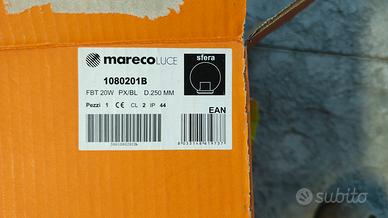 marecoLUCE
sfera
1080201B
FBT 20W PX/BL D.250 MM
Pezzi 1 CE CL 2 IP 44
EAN
subito